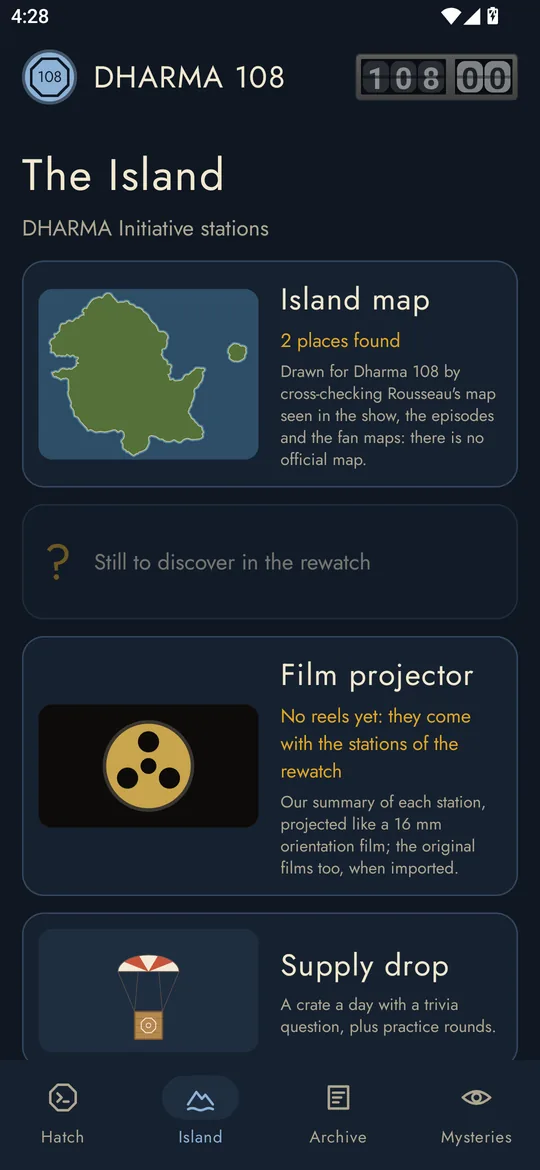 4:28
108
DHARMA 108
108 00
The Island
DHARMA Initiative stations
Island map
2 places found
Drawn for Dharma 108 by
cross-checking Rousseau's map
seen in the show, the episodes
and the fan maps: there is no
official map.
?
Still to discover in the rewatch
Film projector
No reels yet: they come
with the stations of the
rewatch
Our summary of each station,
projected like a 16 mm
orientation film; the original
films too, when imported.
Supply drop
A crate a day with a trivia
question, plus practice rounds.
Hatch
Island
Archive
Mysteries